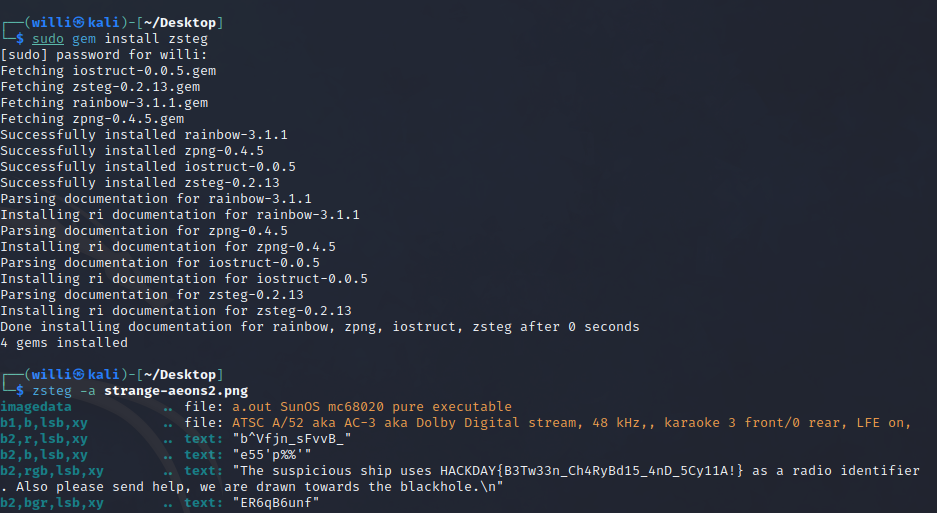 ┌──(willi㉿kali)-[~/Desktop]
└─$ sudo gem install zsteg
[sudo] password for willi:
Fetching iostruct-0.0.5.gem
Fetching zsteg-0.2.13.gem
Fetching rainbow-3.1.1.gem
Fetching zpng-0.4.5.gem
Successfully installed rainbow-3.1.1
Successfully installed zpng-0.4.5
Successfully installed iostruct-0.0.5
Successfully installed zsteg-0.2.13
Parsing documentation for rainbow-3.1.1
Installing ri documentation for rainbow-3.1.1
Parsing documentation for zpng-0.4.5
Installing ri documentation for zpng-0.4.5
Parsing documentation for iostruct-0.0.5
Installing ri documentation for iostruct-0.0.5
Parsing documentation for zsteg-0.2.13
Installing ri documentation for zsteg-0.2.13
Done installing documentation for rainbow, zpng, iostruct, zsteg after 0 seconds
4 gems installed
┌──(willi㉿kali)-[~/Desktop]
└─$ zsteg -a strange-aeons2.png
imagedata .. file: a.out SunOS mc68020 pure executable
b1,b,lsb,xy .. file: ATSC A/52 aka AC-3 aka Dolby Digital stream, 48 kHz,, karaoke 3 front/0 rear, LFE on,
b2,r,lsb,xy .. text: "b^Vfjn_sFvvB_"
b2,b,lsb,xy .. text: "e55'p%%'"
b2,rgb,lsb,xy .. text: "The suspicious ship uses HACKDAY{B3Tw33n_Ch4RyBd15_4nD_5Cy11A!} as a radio identifier
. Also please send help, we are drawn towards the blackhole.\n"
b2,bgr,lsb,xy .. text: "ER6qB6unf"